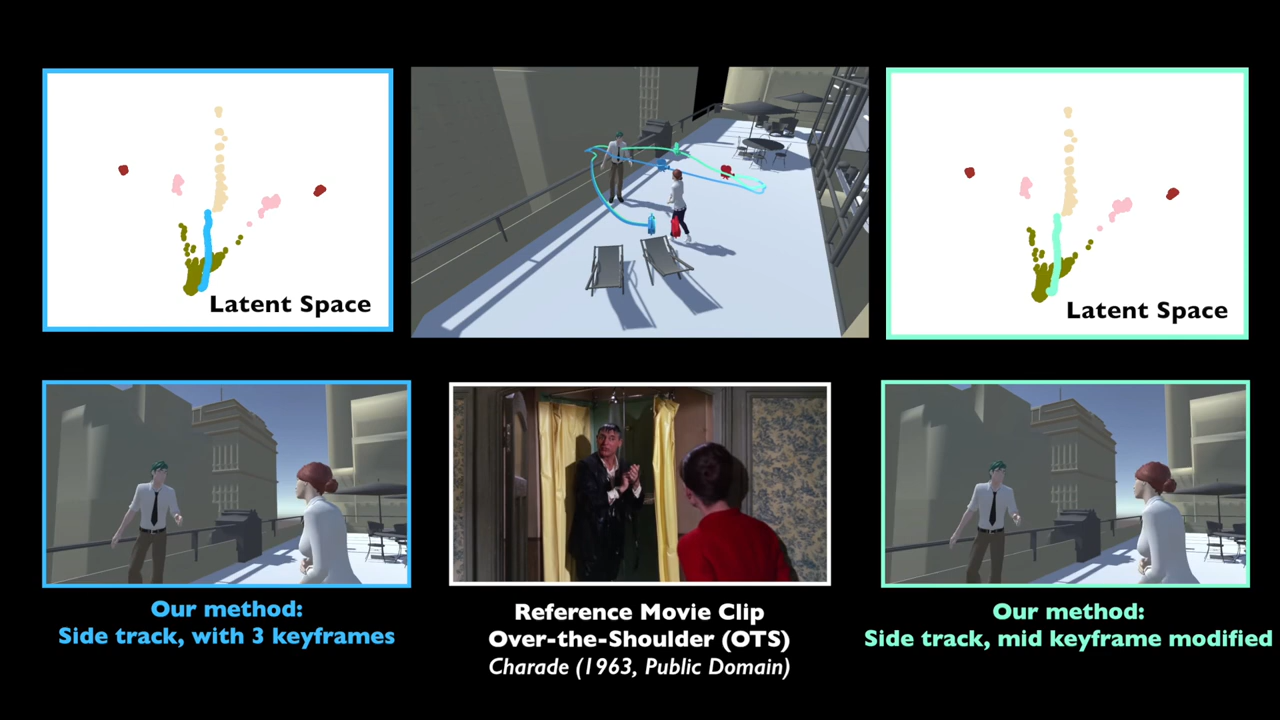 Latent Space
Latent Space
Our method:
Side track, with 3 keyframes
Reference Movie Clip
Over-the-Shoulder (OTS)
Charade (1963, Public Domain)
Our method:
Side track, mid keyframe modified